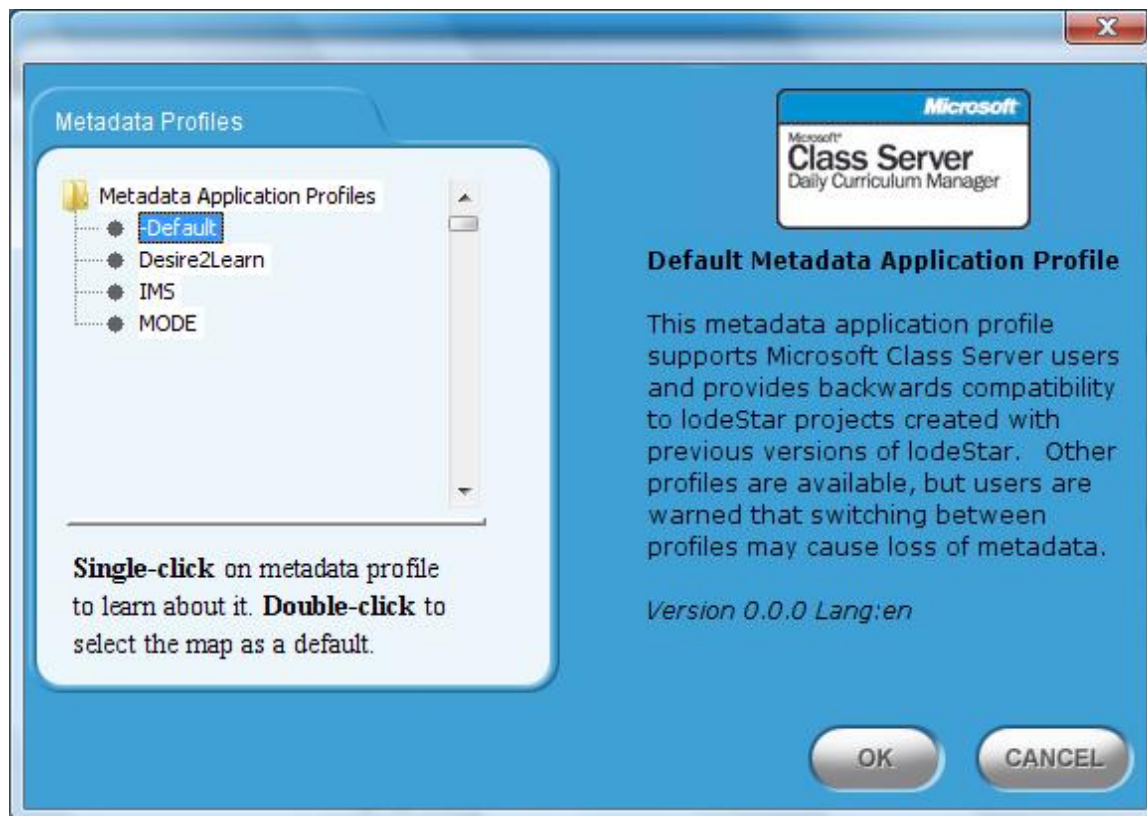 Metadata Profiles
Metadata Application Profiles
-Default
Desire2Learn
IMS
MODE
Single-click on metadata profile
to learn about it. Double-click to
select the map as a default.
Microsoft
Microsoft®
Class Server
Daily Curriculum Manager
Default Metadata Application Profile
This metadata application profile
supports Microsoft Class Server users
and provides backwards compatibility
to lodeStar projects created with
previous versions of lodeStar. Other
profiles are available, but users are
warned that switching between
profiles may cause loss of metadata.
Version 0.0.0 Lang:en
OK
CANCEL